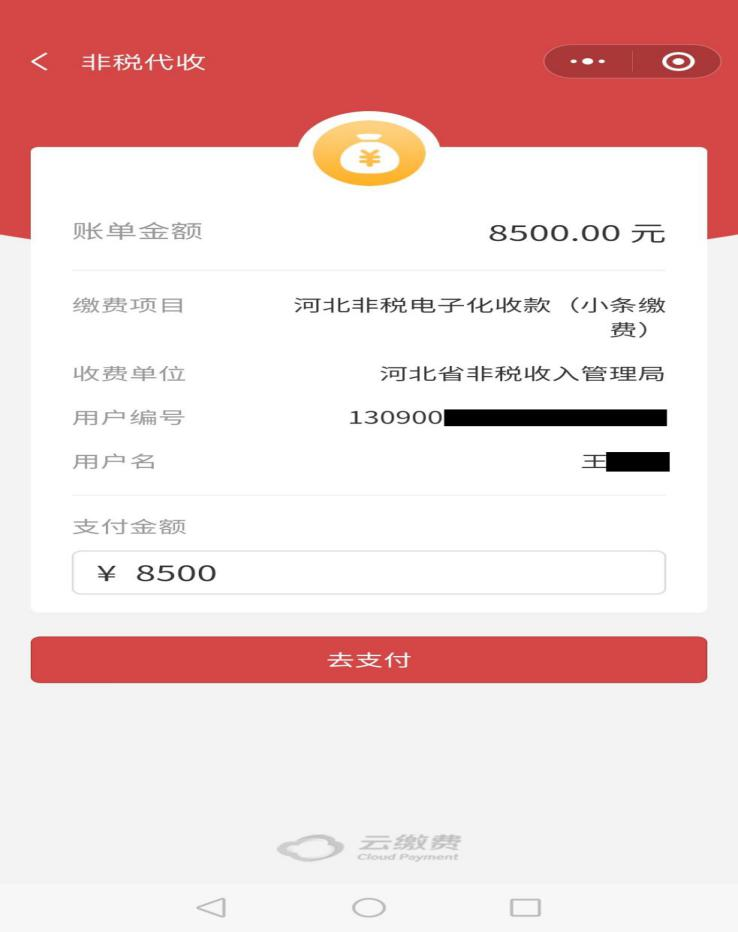 非税代收
账单金额 8500.00 元
缴费项目 河北非税电子化收款（小条缴
费）
收费单位 河北省非税收入管理局
用户编号 130900
用户名 王
支付金额
¥ 8500
去支付
云缴费
Cloud Payment